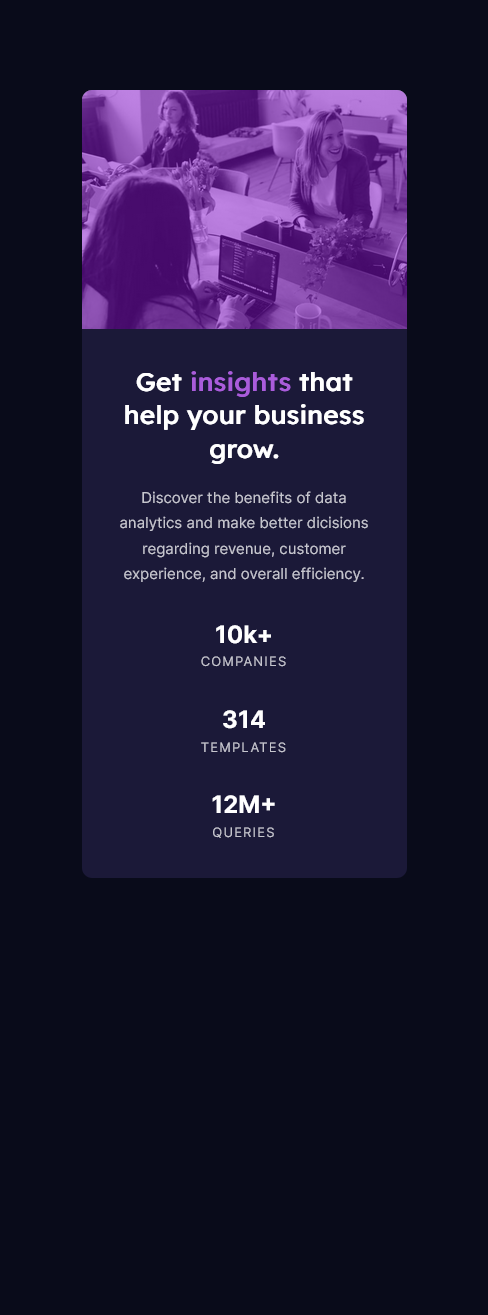 Get insights that
help your business
grow.
Discover the benefits of data
analytics and make better dicisions
regarding revenue, customer
experience, and overall efficiency.
10k+
COMPANIES
314
TEMPLATES
12M+
QUERIES